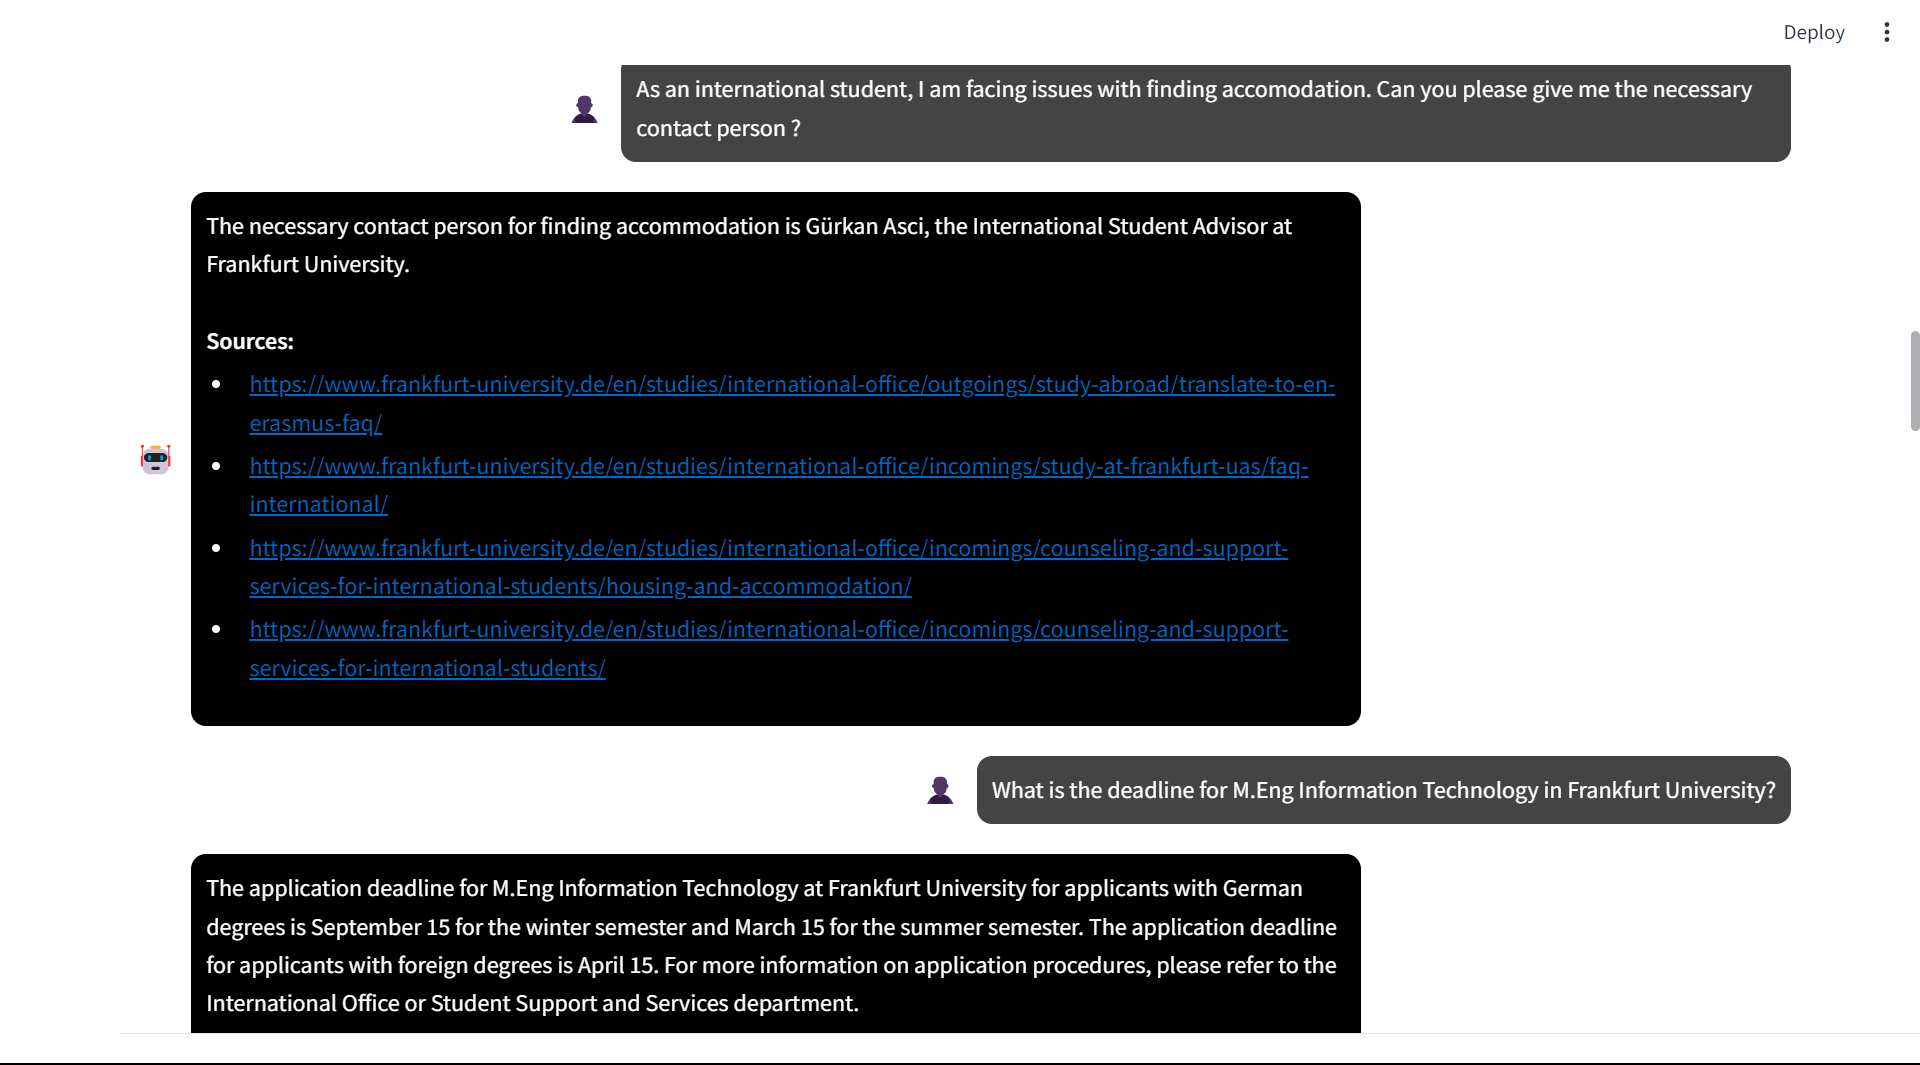 Deploy
As an international student, I am facing issues with finding accomodation. Can you please give me the necessary
contact person ?
The necessary contact person for finding accommodation is Gürkan Asci, the International Student Advisor at
Frankfurt University.
Sources:
https://www.frankfurt-university.de/en/studies/international-office/outgoings/study-abroad/translate-to-en-
erasmus-faq/
https://www.frankfurt-university.de/en/studies/international-office/incomings/study-at-frankfurt-uas/faq-
international/
https://www.frankfurt-university.de/en/studies/international-office/incomings/counseling-and-support-
services-for-international-students/housing-and-accommodation/
https://www.frankfurt-university.de/en/studies/international-office/incomings/counseling-and-support-
services-for-international-students/
What is the deadline for M.Eng Information Technology in Frankfurt University?
The application deadline for M.Eng Information Technology at Frankfurt University for applicants with German
degrees is September 15 for the winter semester and March 15 for the summer semester. The application deadline
for applicants with foreign degrees is April 15. For more information on application procedures, please refer to the
International Office or Student Support and Services department.